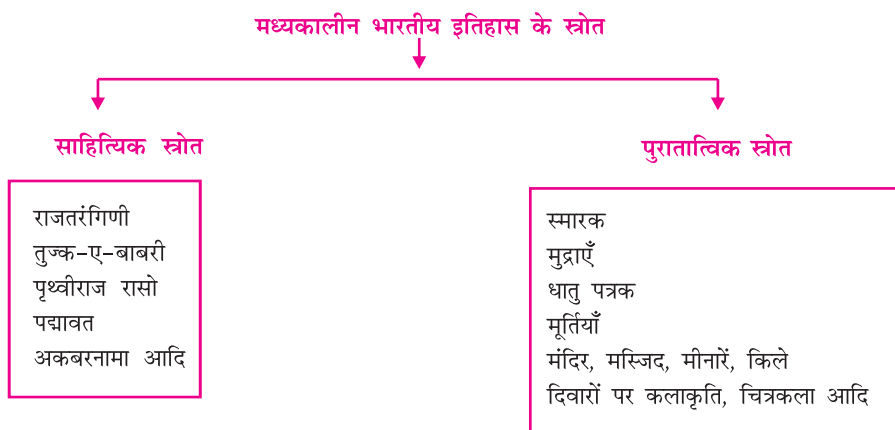 मध्यकालीन भारतीय इतिहास के स्त्रोत
साहित्यिक स्त्रोत
राजतरंगिणी
तुज्क-ए-बाबरी
पृथ्वीराज रासो
पद्मावत
अकबरनामा आदि
पुरातात्विक स्त्रोत
स्मारक
मुद्राएँ
धातु पत्रक
मूर्तियाँ
मंदिर, मस्जिद, मीनारें, किले
दिवारों पर कलाकृति, चित्रकला आदि